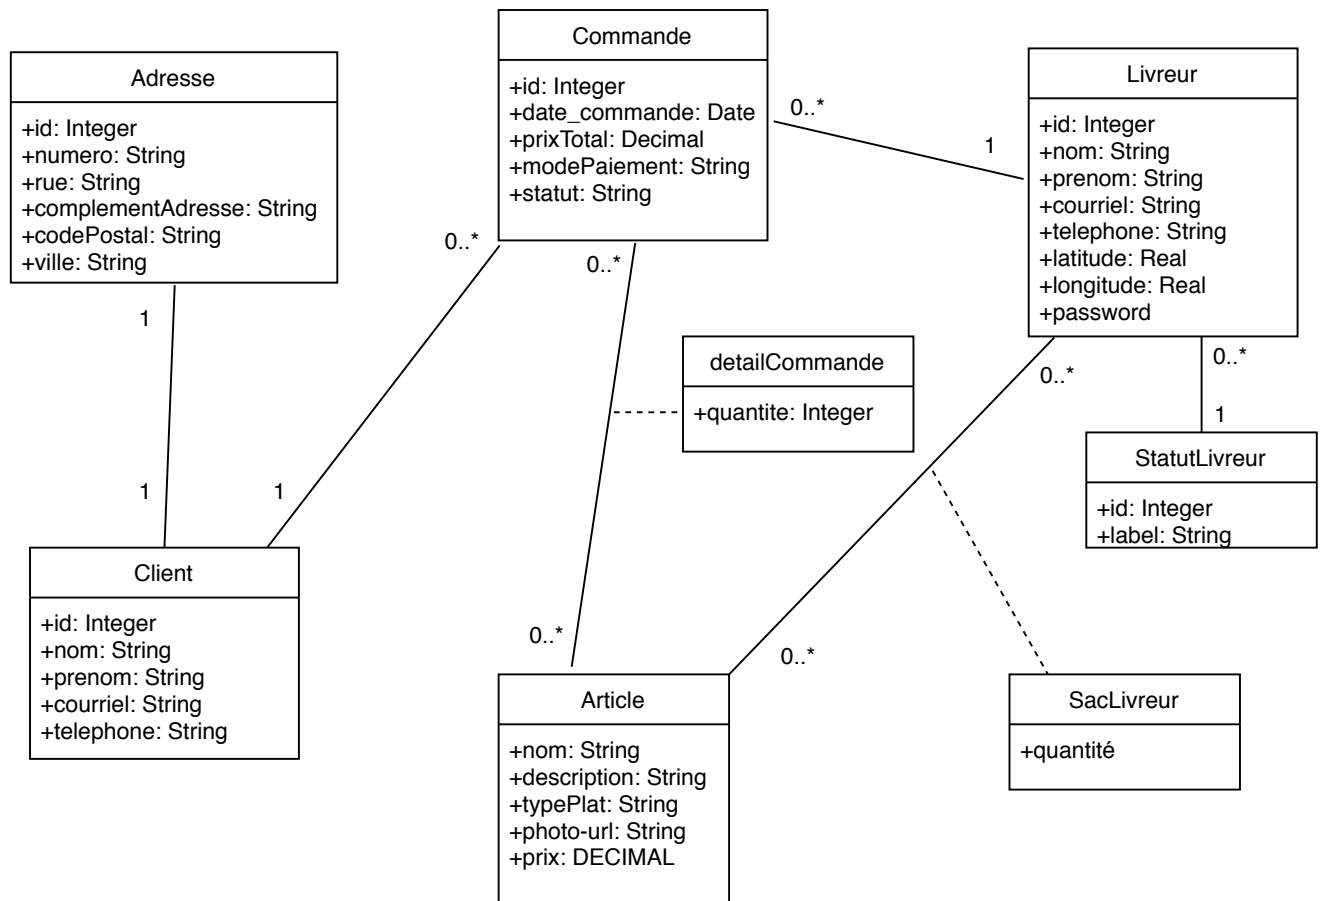 Adresse
+id: Integer
+numero: String
+rue: String
+complementAdresse: String
+codePostal: String
+ville: String
Commande
+id: Integer
+date_commande: Date
+prixTotal: Decimal
+modePaiement: String
+statut: String
Livreur
+id: Integer
+nom: String
+prenom: String
+courriel: String
+telephone: String
+latitude: Real
+longitude: Real
+password
0..*
1
0..*
0..*
1
detailCommande
+quantite: Integer
0..*
0..*
1
StatutLivreur
+id: Integer
+label: String
1
1
Client
+id: Integer
+nom: String
+prenom: String
+courriel: String
+telephone: String
0..*
0..*
Article
+nom: String
+description: String
+typePlat: String
+photo-url: String
+prix: DECIMAL
SacLivreur
+quantité